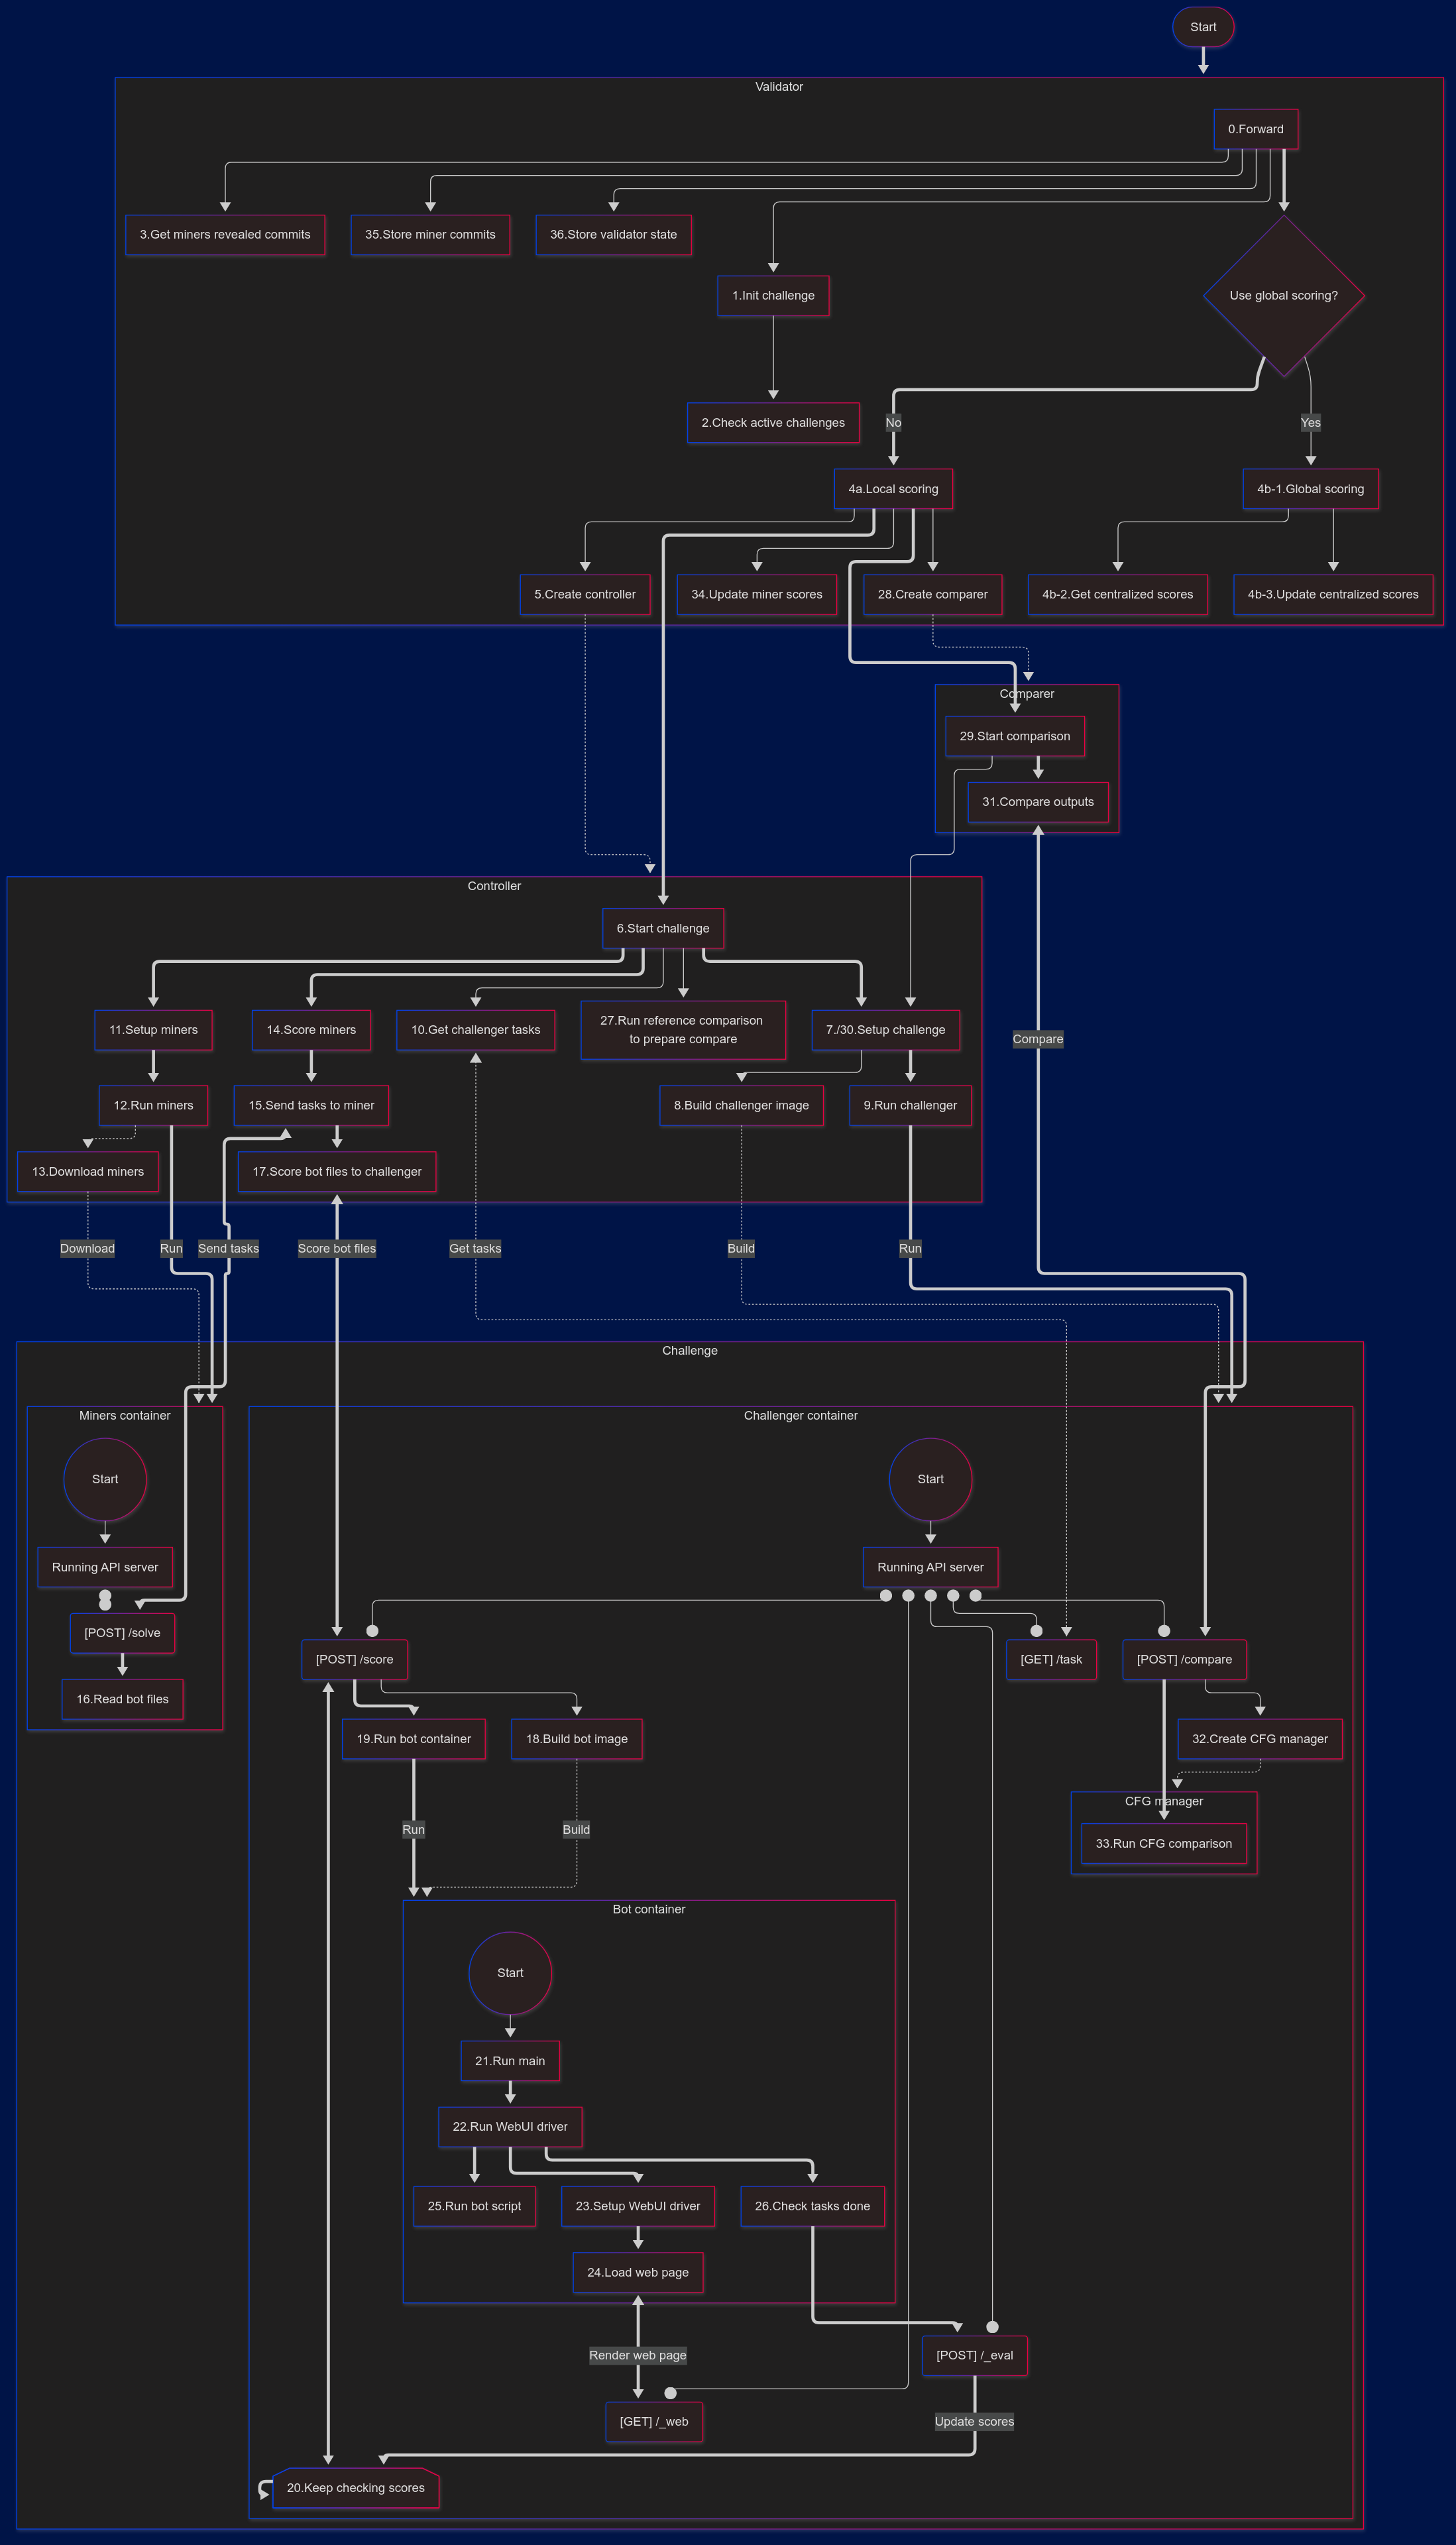 Start
Validator
0.Forward
3.Get miners revealed commits
35.Store miner commits
36.Store validator state
1.Init challenge
Use global scoring?
2.Check active challenges
No
Yes
4a.Local scoring
4b-1.Global scoring
5.Create controller
34.Update miner scores
28.Create comparer
4b-2.Get centralized scores
4b-3.Update centralized scores
Comparer
29.Start comparison
31.Compare outputs
Controller
6.Start challenge
11.Setup miners
14.Score miners
10.Get challenger tasks
27.Run reference comparison
to prepare compare
7./30.Setup challenge
Compare
12.Run miners
15.Send tasks to miner
8.Build challenger image
9.Run challenger
13.Download miners
17.Score bot files to challenger
Download
Run
Send tasks
Score bot files
Get tasks
Build
Run
Challenge
Miners container
Challenger container
Start
Start
Running API server
Running API server
[POST] /solve
[POST] /score
[GET] /task
[POST] /compare
16.Read bot files
19.Run bot container
18.Build bot image
32.Create CFG manager
CFG manager
Run
Build
33.Run CFG comparison
Bot container
Start
21.Run main
22.Run WebUI driver
25.Run bot script
23.Setup WebUI driver
26.Check tasks done
24.Load web page
Render web page
[POST] /_eval
[GET] /_web
Update scores
20.Keep checking scores